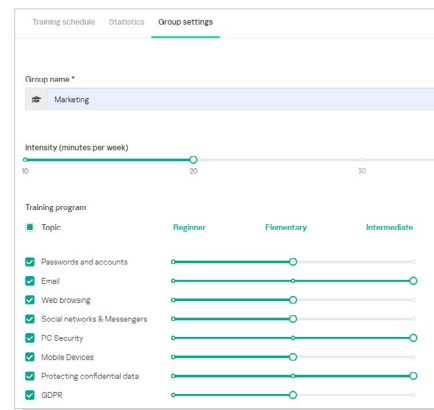 Training schedule Statistics Group settings
Group name *
Marketing
Intensity (minutes per week)
10 20 30
Training program
Topic Beginner Elementary Intermediate
Passwords and accounts
Email
Web browsing
Social networks & Messengers
PC Security
Mobile Devices
Protecting confidential data
GDPR